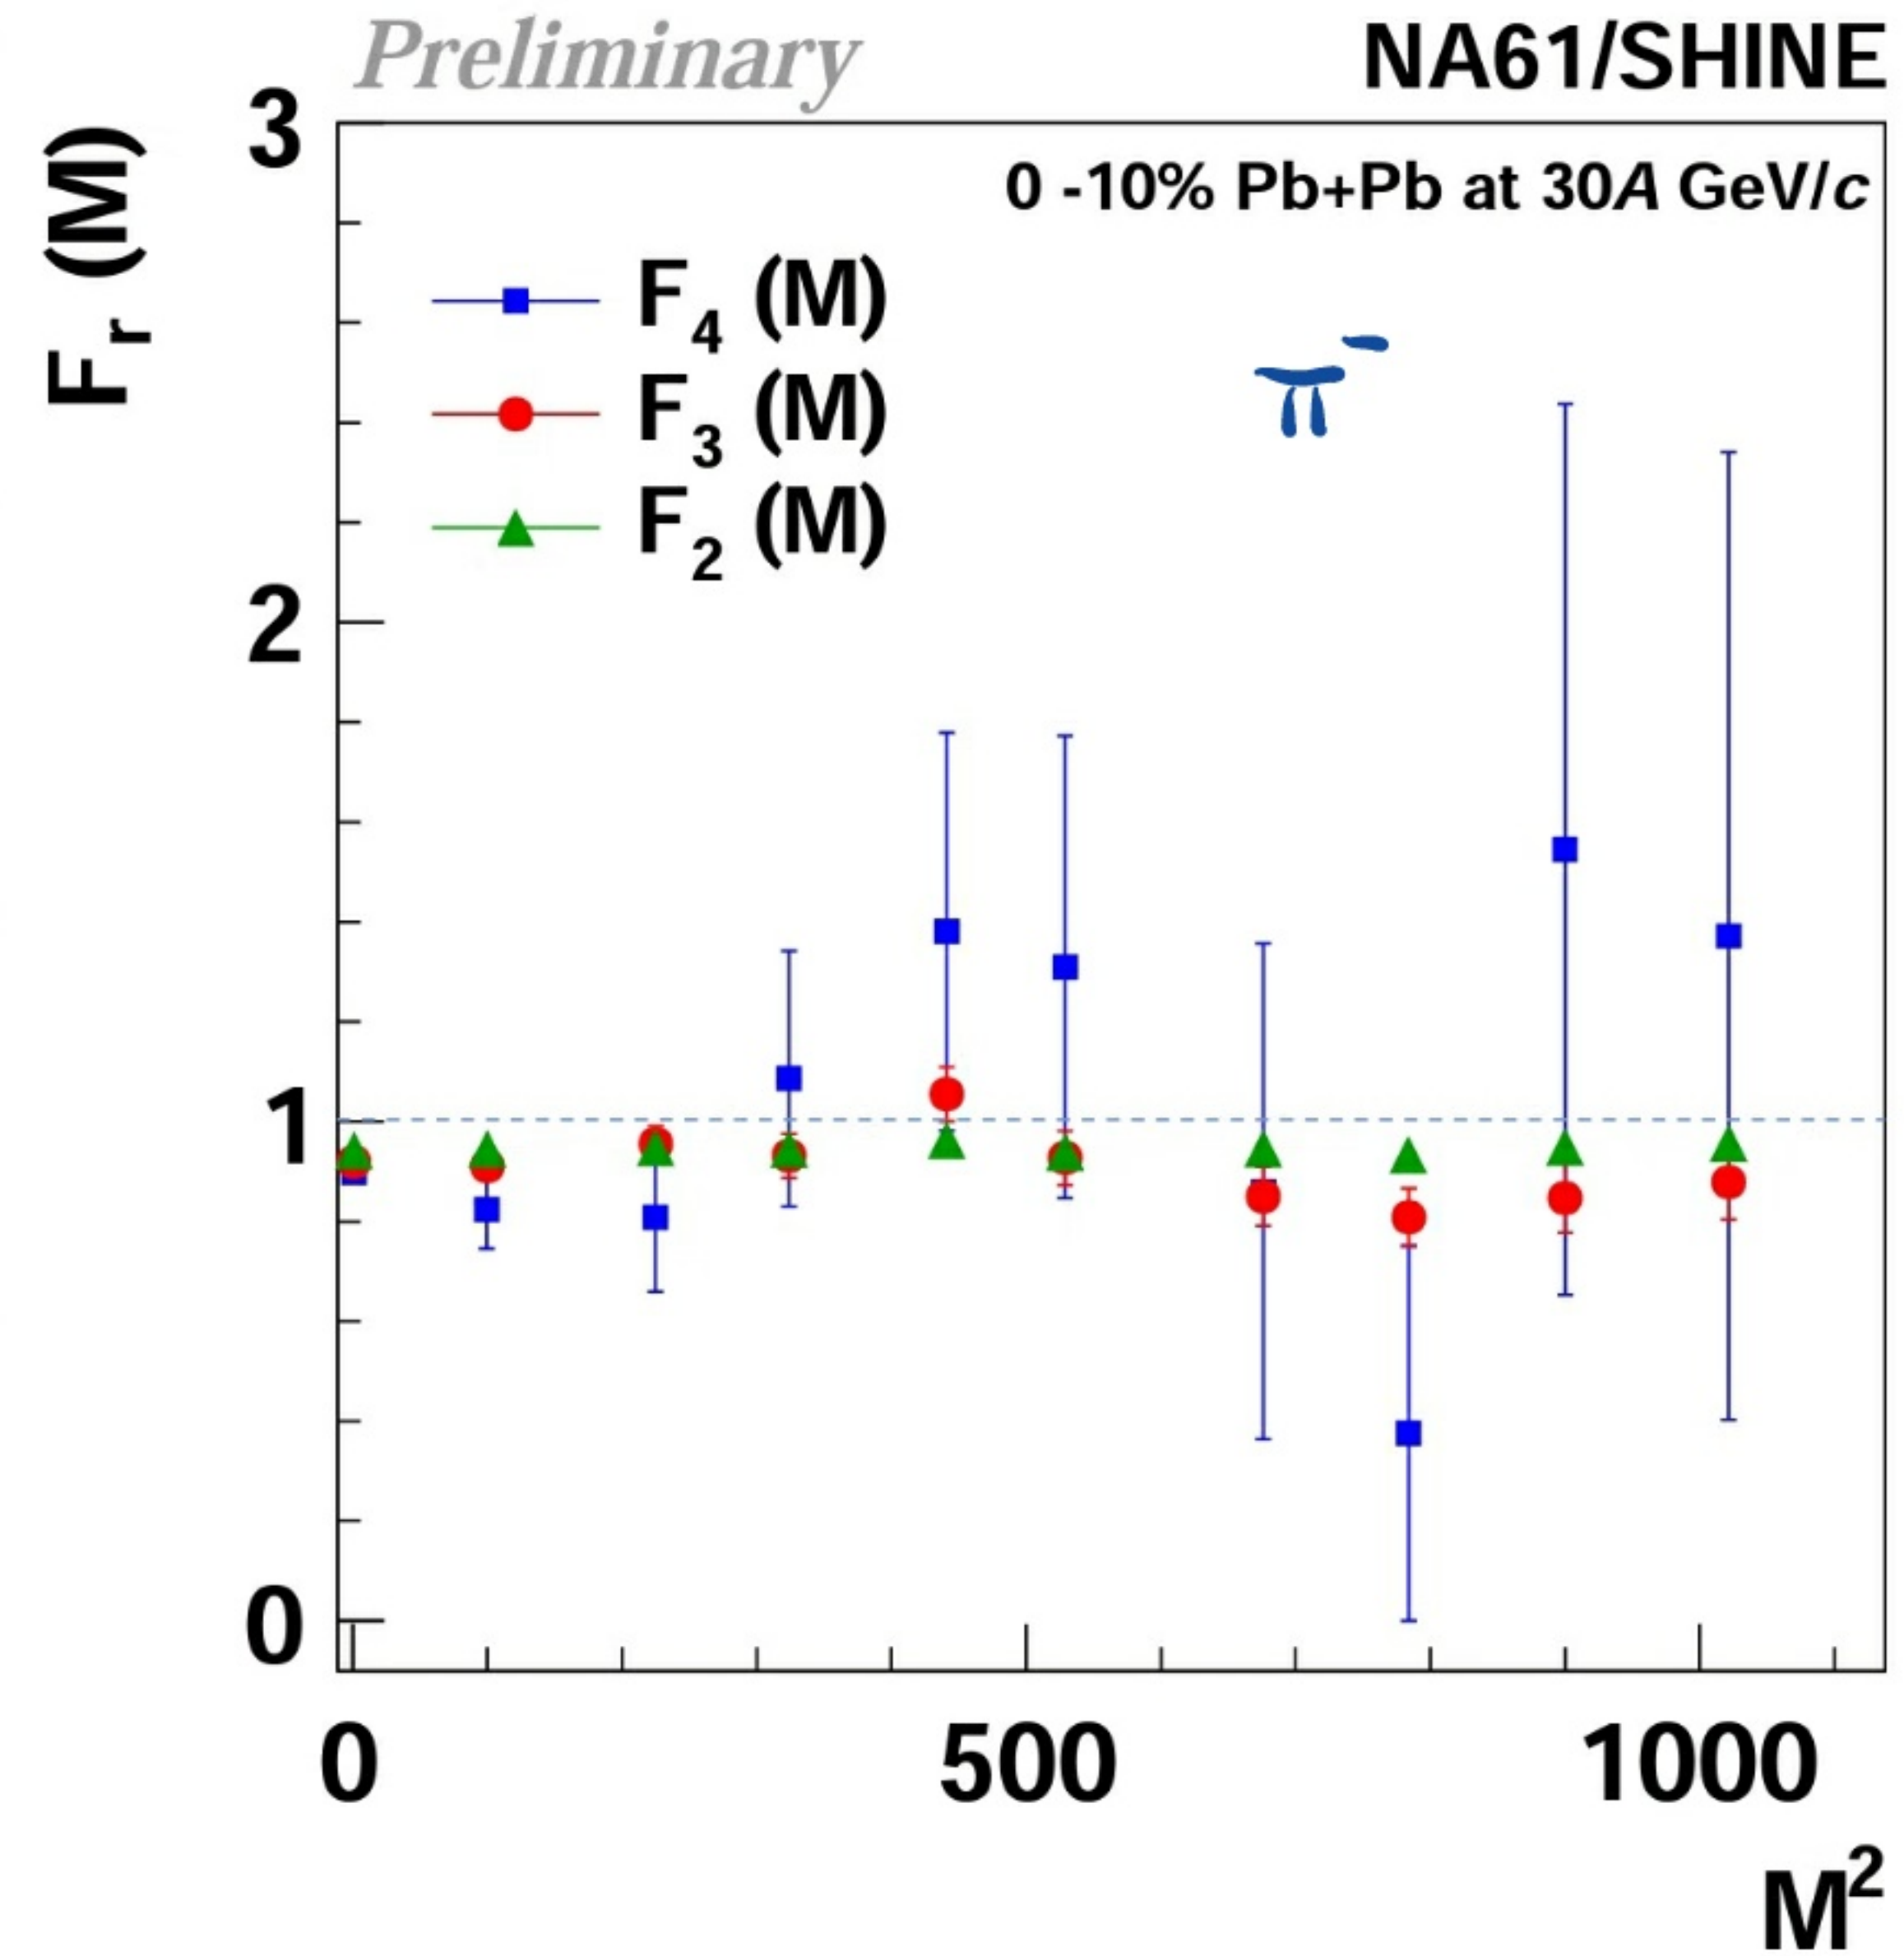 Preliminary NA61/SHINE
0 -10% Pb+Pb at 30A GeV/c
F₄ (M)
F₃ (M)
F₂ (M)
π⁻
Fᵣ (M)
3
2
1
0
0 500 1000
M²